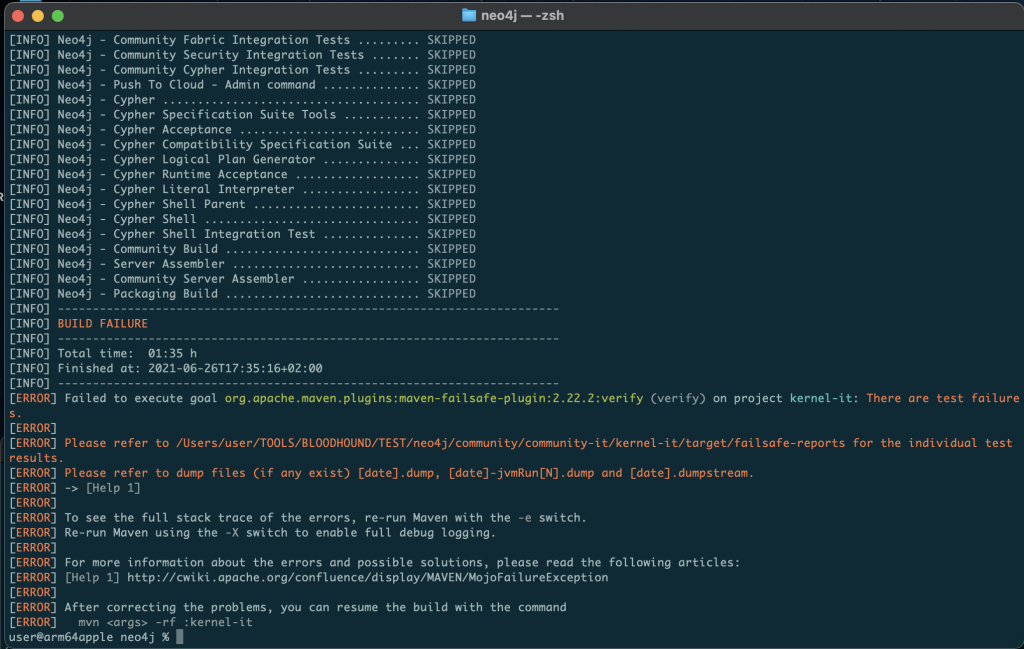 neo4j — -zsh
[INFO] Neo4j - Community Fabric Integration Tests ......... SKIPPED
[INFO] Neo4j - Community Security Integration Tests ....... SKIPPED
[INFO] Neo4j - Community Cypher Integration Tests ......... SKIPPED
[INFO] Neo4j - Push To Cloud - Admin command .............. SKIPPED
[INFO] Neo4j - Cypher ..................................... SKIPPED
[INFO] Neo4j - Cypher Specification Suite Tools ........... SKIPPED
[INFO] Neo4j - Cypher Acceptance .......................... SKIPPED
[INFO] Neo4j - Cypher Compatibility Specification Suite ... SKIPPED
[INFO] Neo4j - Cypher Logical Plan Generator .............. SKIPPED
[INFO] Neo4j - Cypher Runtime Acceptance .................. SKIPPED
[INFO] Neo4j - Cypher Literal Interpreter ................. SKIPPED
[INFO] Neo4j - Cypher Shell Parent ........................ SKIPPED
[INFO] Neo4j - Cypher Shell ............................... SKIPPED
[INFO] Neo4j - Cypher Shell Integration Test .............. SKIPPED
[INFO] Neo4j - Community Build ............................ SKIPPED
[INFO] Neo4j - Server Assembler ........................... SKIPPED
[INFO] Neo4j - Community Server Assembler ................. SKIPPED
[INFO] Neo4j - Packaging Build ............................ SKIPPED
[INFO] ------------------------------------------------------------------------
[INFO] BUILD FAILURE
[INFO] ------------------------------------------------------------------------
[INFO] Total time:  01:35 h
[INFO] Finished at: 2021-06-26T17:35:16+02:00
[INFO] ------------------------------------------------------------------------
[ERROR] Failed to execute goal org.apache.maven.plugins:maven-failsafe-plugin:2.22.2:verify (verify) on project kernel-it: There are test failure
s.
[ERROR]
[ERROR] Please refer to /Users/user/TOOLS/BLOODHOUND/TEST/neo4j/community/community-it/kernel-it/target/failsafe-reports for the individual test
results.
[ERROR] Please refer to dump files (if any exist) [date].dump, [date]-jvmRun[N].dump and [date].dumpstream.
[ERROR] -> [Help 1]
[ERROR]
[ERROR] To see the full stack trace of the errors, re-run Maven with the -e switch.
[ERROR] Re-run Maven using the -X switch to enable full debug logging.
[ERROR]
[ERROR] For more information about the errors and possible solutions, please read the following articles:
[ERROR] [Help 1] http://cwiki.apache.org/confluence/display/MAVEN/MojoFailureException
[ERROR]
[ERROR] After correcting the problems, you can resume the build with the command
[ERROR]   mvn <args> -rf :kernel-it
user@arm64apple neo4j %